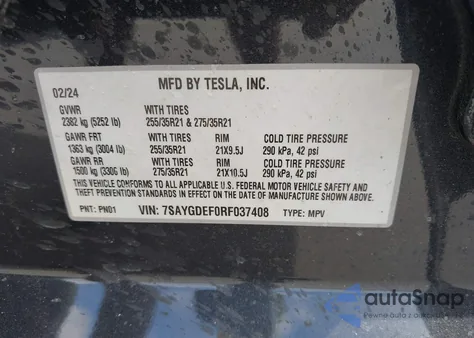 MFD BY TESLA, INC.
02/24
GVWR WITH TIRES
2382 kg (5252 lb) 255/35R21 & 275/35R21
GAWR FRT WITH TIRES RIM COLD TIRE PRESSURE
1363 kg (3004 lb) 255/35R21 21X9.5J 290 kPa, 42 psi
GAWR RR WITH TIRES RIM COLD TIRE PRESSURE
1500 kg (3306 lb) 275/35R21 21X10.5J 290 kPa, 42 psi
THIS VEHICLE CONFORMS TO ALL APPLICABLE U.S. FEDERAL MOTOR VEHICLE SAFETY AND
THEFT PREVENTION STANDARDS IN EFFECT ON THE DATE OF MANUFACTURE SHOWN ABOVE.
PNT: PN01 VIN: 7SAYGDEF0RF037408 TYPE: MPV
autoSnap